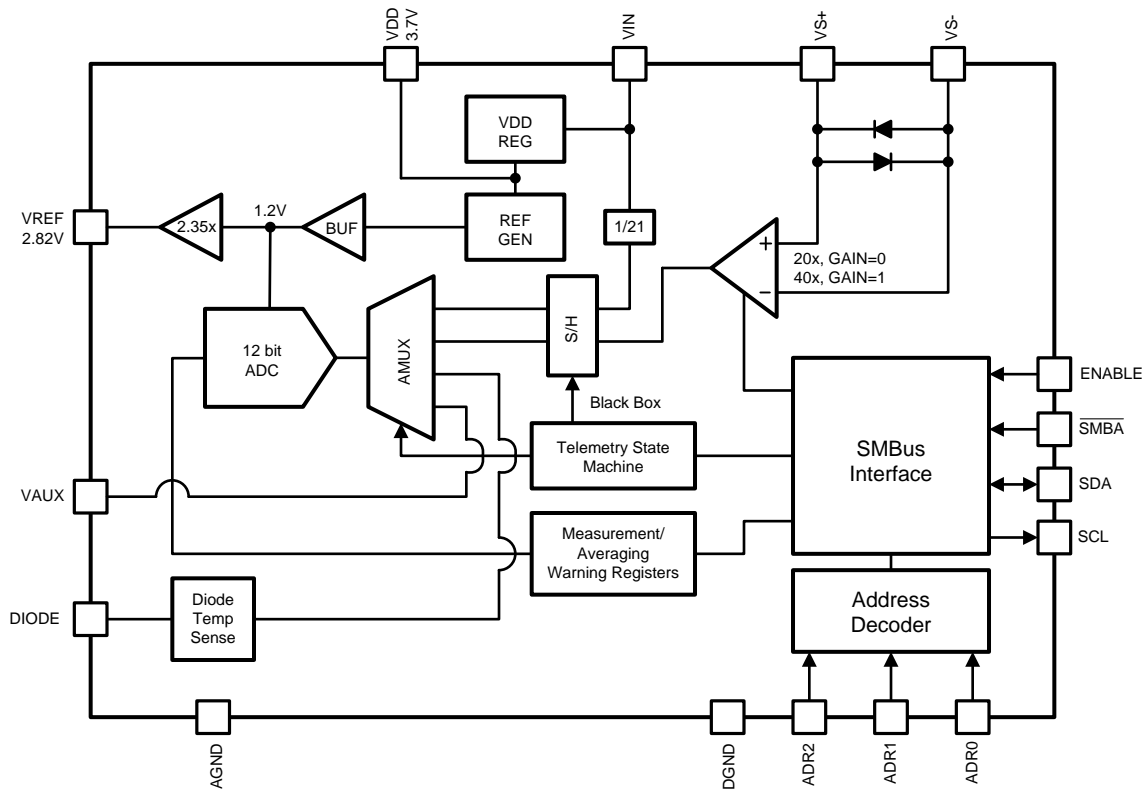 VDD
3.7V
VIN
VS+
VS-
VDD
REG
VREF
2.82V
2.35x
1.2V
BUF
REF
GEN
1/21
+
20x, GAIN=0
40x, GAIN=1
−
12 bit
ADC
AMUX
S/H
Black Box
Telemetry State
Machine
SMBus
Interface
ENABLE
SMBA
SDA
SCL
VAUX
Measurement/
Averaging
Warning Registers
DIODE
Diode
Temp
Sense
Address
Decoder
AGND
DGND
ADR2
ADR1
ADR0